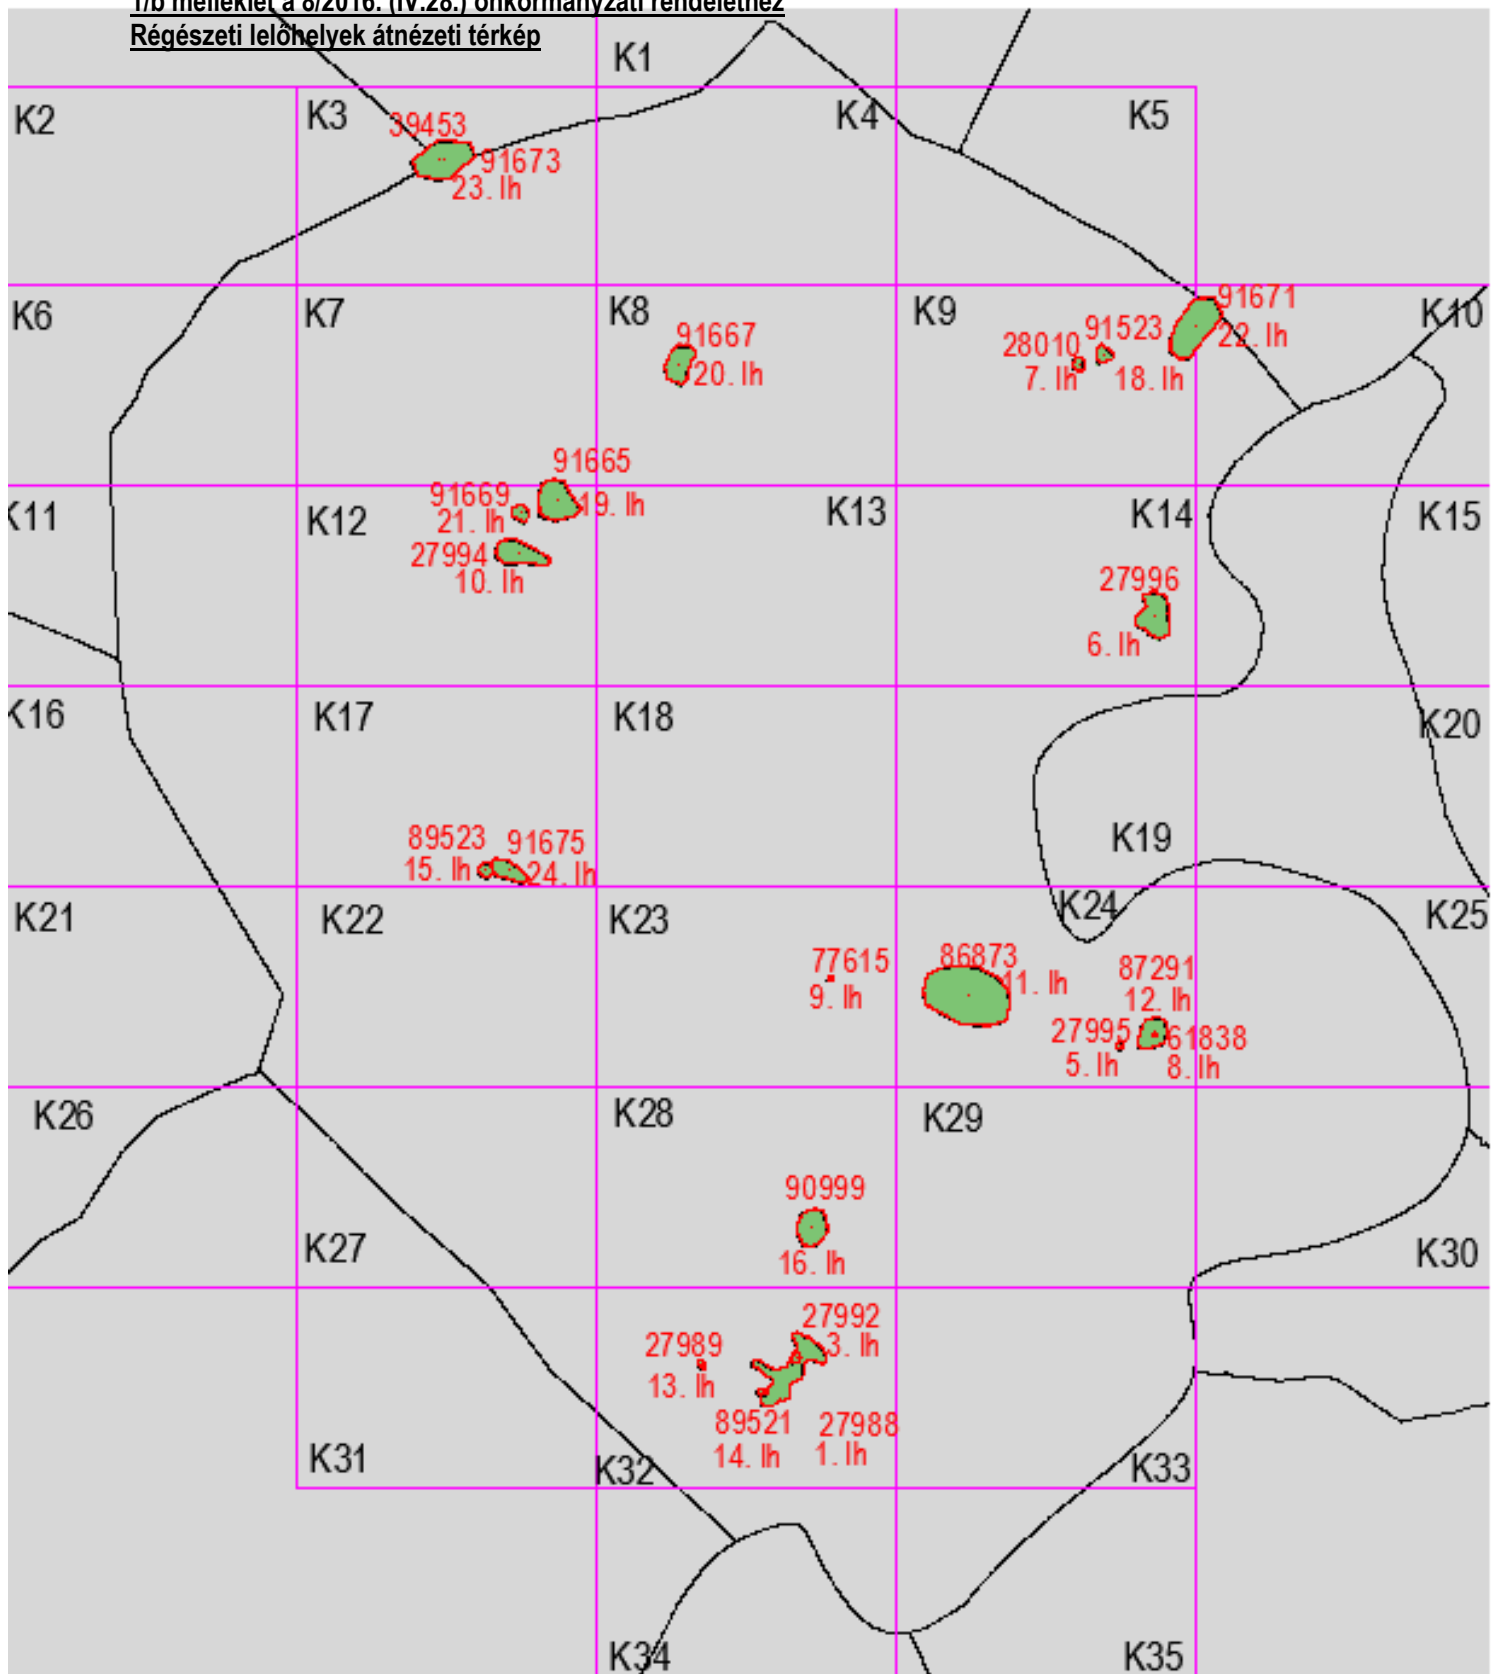 1/b melléklet a 8/2016. (IV.28.) önkormányzati rendelethez
Régészeti lelőhelyek átnézeti térkép
K1
K2
K3
K4
K5
39453
91673
23. lh
K6
K7
K8
K9
K10
91671
22. lh
91667
20. lh
28010
7. lh
91523
18. lh
91665
19. lh
91669
21. lh
K11
K12
K13
K14
K15
27994
10. lh
27996
6. lh
K16
K17
K18
K20
89523
15. lh
91675
24. lh
K19
K21
K22
K23
K24
K25
77615
9. lh
86873
11. lh
87291
12. lh
27995
5. lh
61838
8. lh
K26
K28
K29
90999
16. lh
K27
K30
27992
3. lh
27989
13. lh
89521
14. lh
27988
1. lh
K31
K32
K33
K34
K35